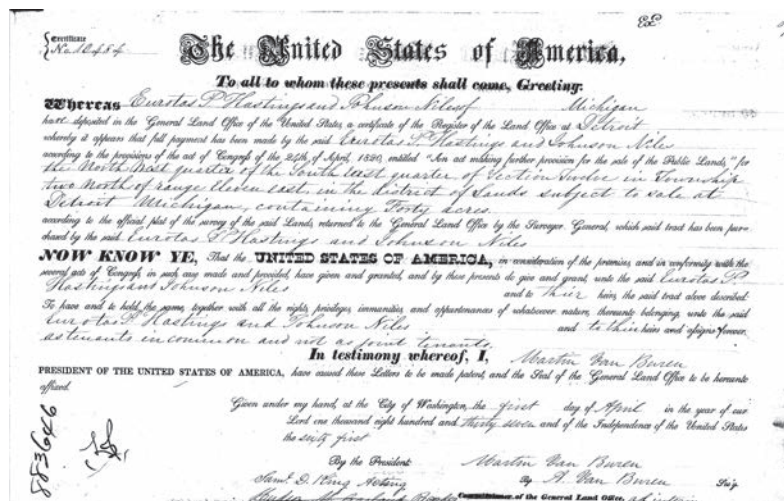 EE
Certificate
No. 10484
The United States of America,
To all to whom these presents shall come, Greeting:
Whereas Eurotas P. Hastings and Johnson Niles of Michigan
have deposited in the General Land Office of the United States, a certificate of the Register of the Land Office at Detroit
whereby it appears that full payment has been made by the said Eurotas P. Hastings and Johnson Niles
according to the provisions of the act of Congress of the 24th of April, 1820, entitled "An act making further provision for the sale of the Public Lands," for
the North West quarter of the South east quarter of Section Twelve in Township
two North of range Eleven east, in the district of Lands subject to sale at
Detroit Michigan, containing Forty acres.
according to the official plat of the survey of the said Lands, returned to the General Land Office by the Surveyor General, which said tract has been pur-
chased by the said Eurotas P. Hastings and Johnson Niles
NOW KNOW YE, That the UNITED STATES OF AMERICA, in consideration of the premises, and in conformity with the
several acts of Congress in such case made and provided, have given and granted, and by these presents do give and grant, unto the said Eurotas P.
Hastings and Johnson Niles and to their heirs, the said tract above described:
To have and to hold the same, together with all the rights, privileges, immunities, and appurtenances of whatsoever nature, thereunto belonging, unto the said
Eurotas P. Hastings and Johnson Niles and to their heirs and assigns forever,
as tenants in common and not as joint tenants.
In testimony whereof, I, Martin Van Buren
PRESIDENT OF THE UNITED STATES OF AMERICA, have caused these Letters to be made patent, and the Seal of the General Land Office to be hereunto
affixed.
Given under my hand, at the City of Washington, the first day of April in the year of our
Lord one thousand eight hundred and thirty seven and of the Independence of the United States
the sixty first
By the President: Martin Van Buren
By A. Van Buren Sec'y.
Saml. D. King Acting
Commissioner of the General Land Office ad interim
883646